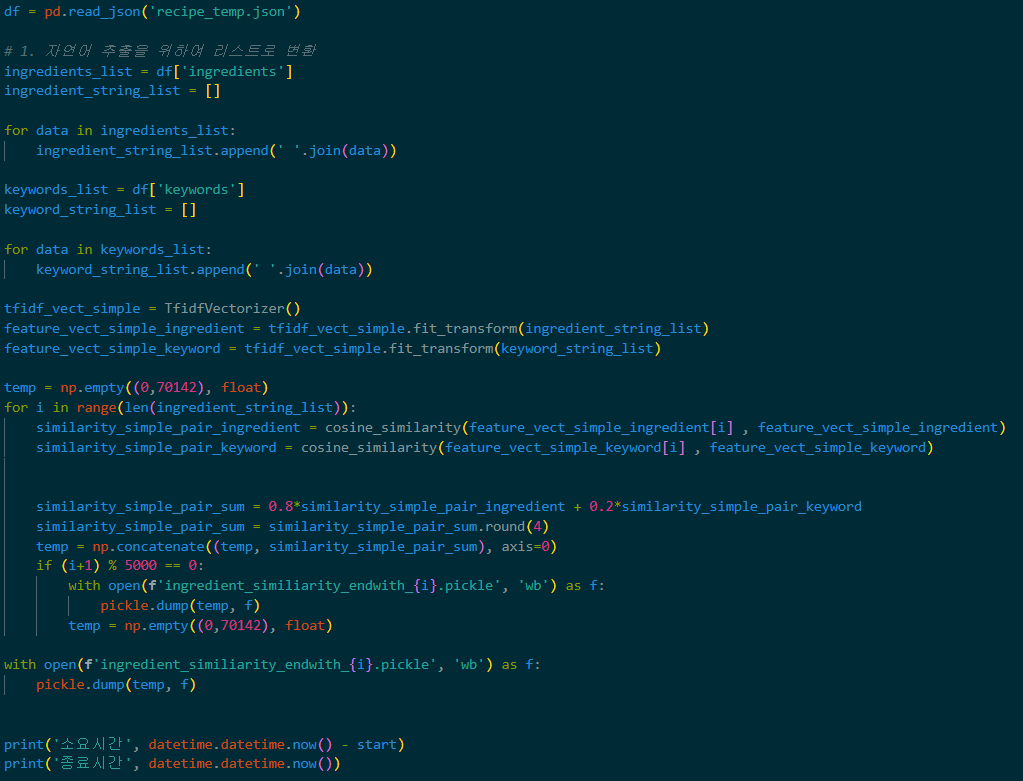 df = pd.read_json('recipe_temp.json')
# 1. 자연어 추출을 위하여 리스트로 변환
ingredients_list = df['ingredients']
ingredient_string_list = []
for data in ingredients_list:
    ingredient_string_list.append(' '.join(data))
keywords_list = df['keywords']
keyword_string_list = []
for data in keywords_list:
    keyword_string_list.append(' '.join(data))
tfidf_vect_simple = TfidfVectorizer()
feature_vect_simple_ingredient = tfidf_vect_simple.fit_transform(ingredient_string_list)
feature_vect_simple_keyword = tfidf_vect_simple.fit_transform(keyword_string_list)
temp = np.empty((0,70142), float)
for i in range(len(ingredient_string_list)):
    similarity_simple_pair_ingredient = cosine_similarity(feature_vect_simple_ingredient[i] , feature_vect_simple_ingredient)
    similarity_simple_pair_keyword = cosine_similarity(feature_vect_simple_keyword[i] , feature_vect_simple_keyword)
    similarity_simple_pair_sum = 0.8*similarity_simple_pair_ingredient + 0.2*similarity_simple_pair_keyword
    similarity_simple_pair_sum = similarity_simple_pair_sum.round(4)
    temp = np.concatenate((temp, similarity_simple_pair_sum), axis=0)
    if (i+1) % 5000 == 0:
        with open(f'ingredient_similiarity_endwith_{i}.pickle', 'wb') as f:
            pickle.dump(temp, f)
        temp = np.empty((0,70142), float)
with open(f'ingredient_similiarity_endwith_{i}.pickle', 'wb') as f:
    pickle.dump(temp, f)
print('소요시간', datetime.datetime.now() - start)
print('종료시간', datetime.datetime.now())